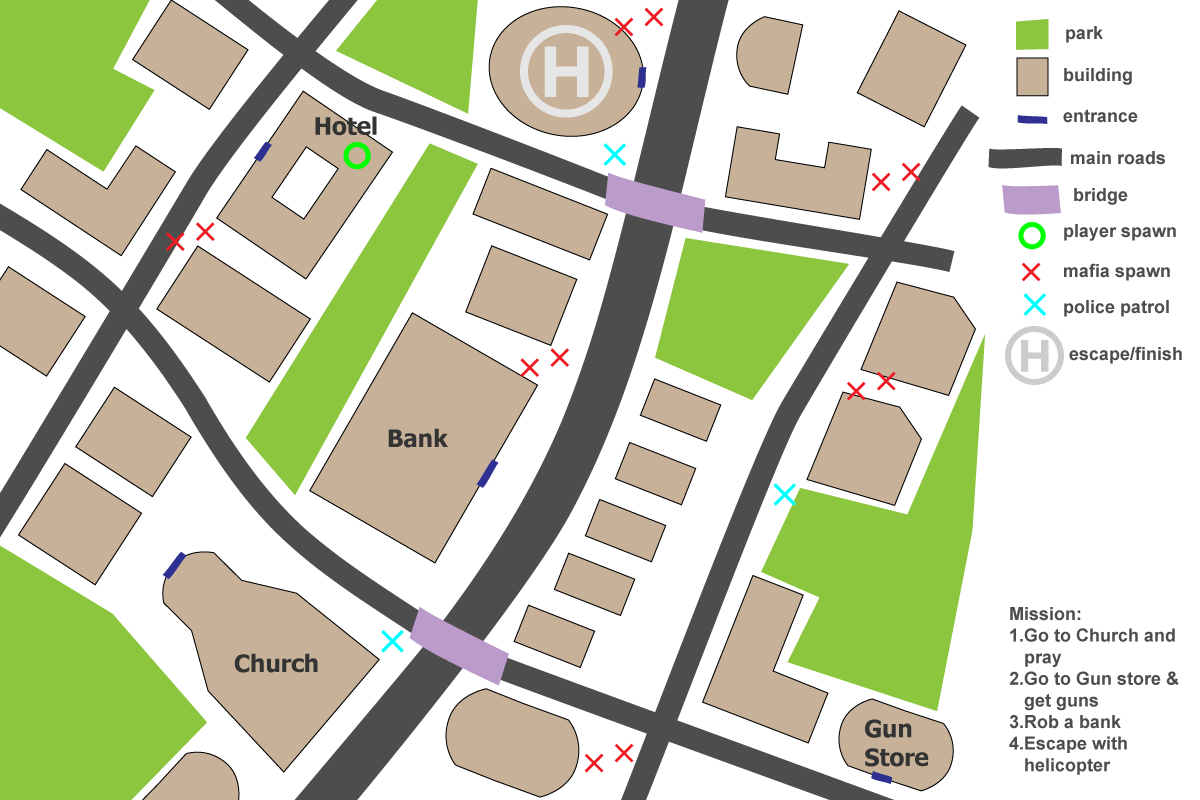 H
Hotel
Bank
Church
Gun
Store
park
building
entrance
main roads
bridge
player spawn
mafia spawn
police patrol
H
escape/finish
Mission:
1.Go to Church and
pray
2.Go to Gun store &
get guns
3.Rob a bank
4.Escape with
helicopter